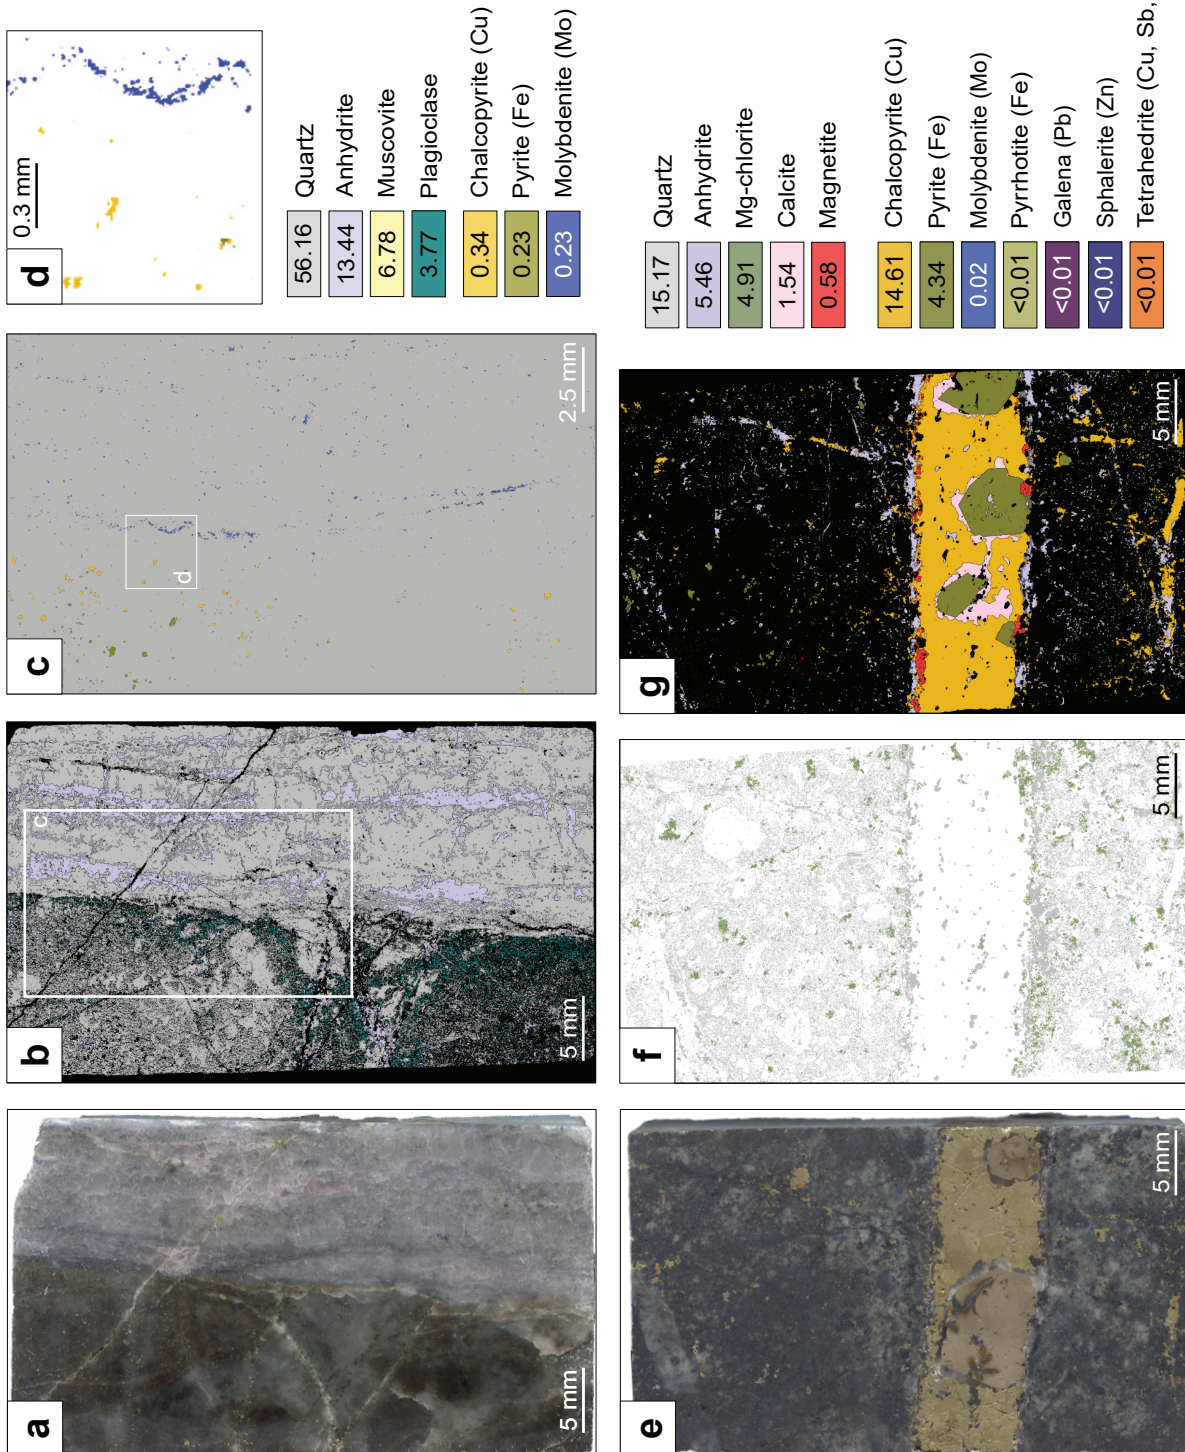 a
5 mm
b
c
5 mm
c
d
2.5 mm
d
0.3 mm
56.16 Quartz
13.44 Anhydrite
6.78 Muscovite
3.77 Plagioclase
0.34 Chalcopyrite (Cu)
0.23 Pyrite (Fe)
0.23 Molybdenite (Mo)
e
5 mm
f
5 mm
g
5 mm
15.17 Quartz
5.46 Anhydrite
4.91 Mg-chlorite
1.54 Calcite
0.58 Magnetite
14.61 Chalcopyrite (Cu)
4.34 Pyrite (Fe)
0.02 Molybdenite (Mo)
<0.01 Pyrrhotite (Fe)
<0.01 Galena (Pb)
<0.01 Sphalerite (Zn)
<0.01 Tetrahedrite (Cu, Sb,